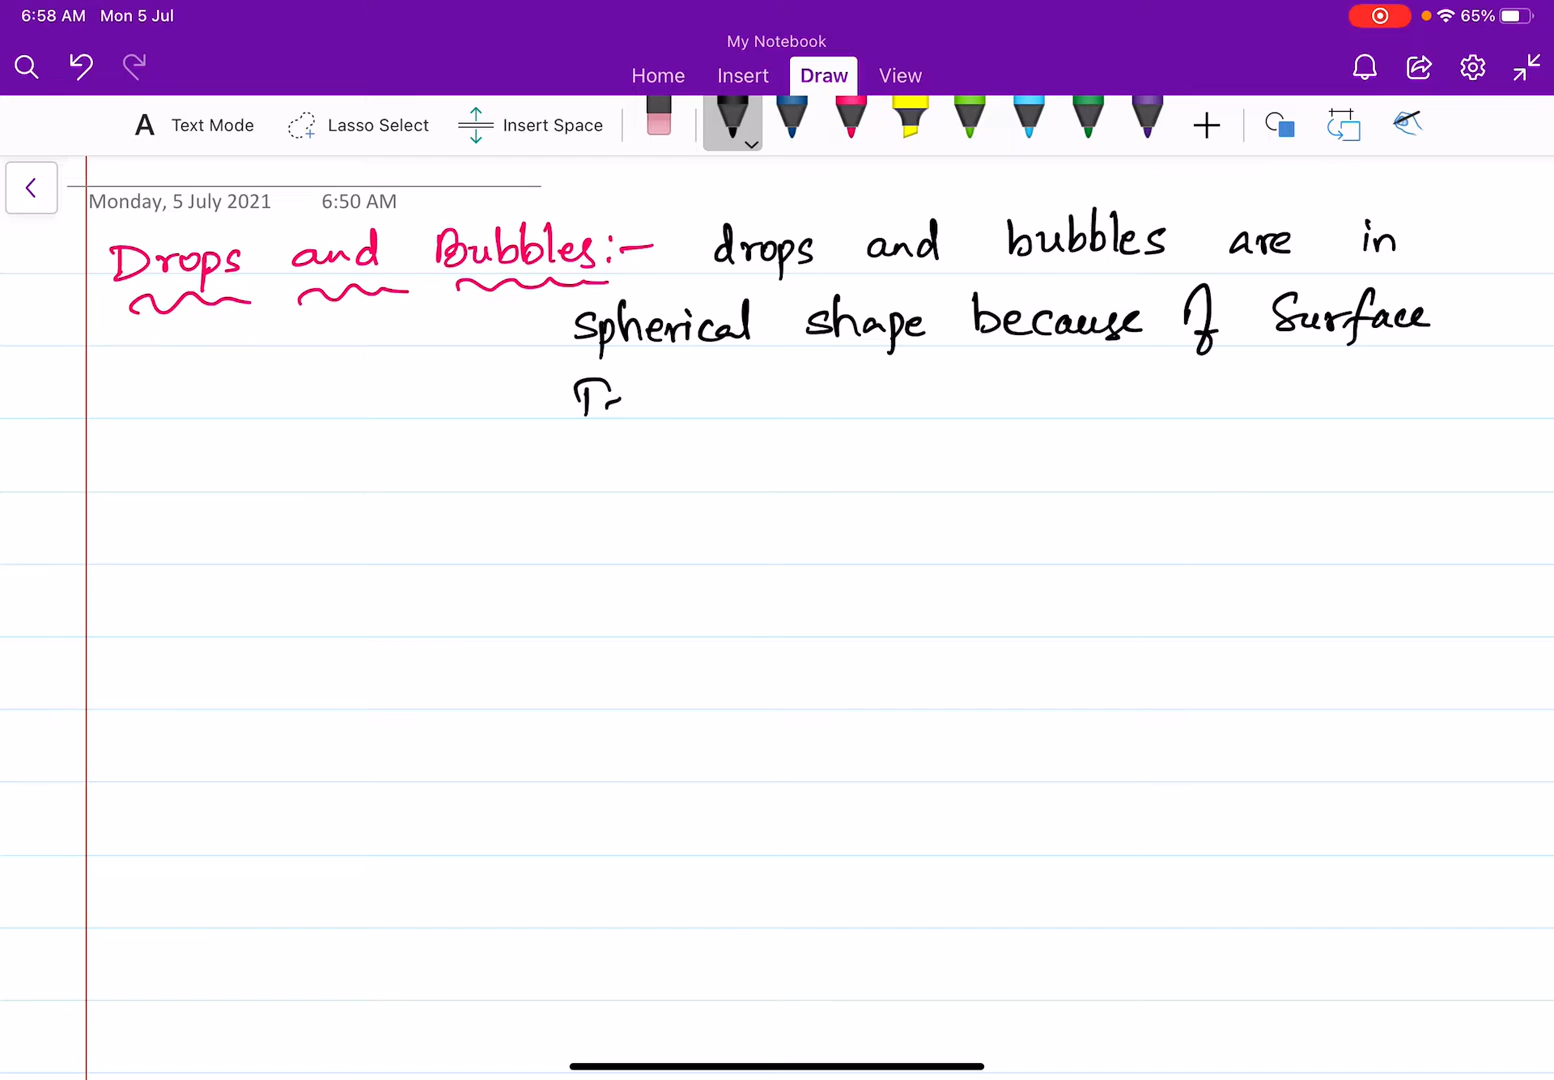 6:58 AM Mon 5 Jul
65%
My Notebook
Home Insert Draw View
A Text Mode Lasso Select Insert Space
Monday, 5 July 2021 6:50 AM
Drops and Bubbles:- drops and bubbles are in
spherical shape because of Surface